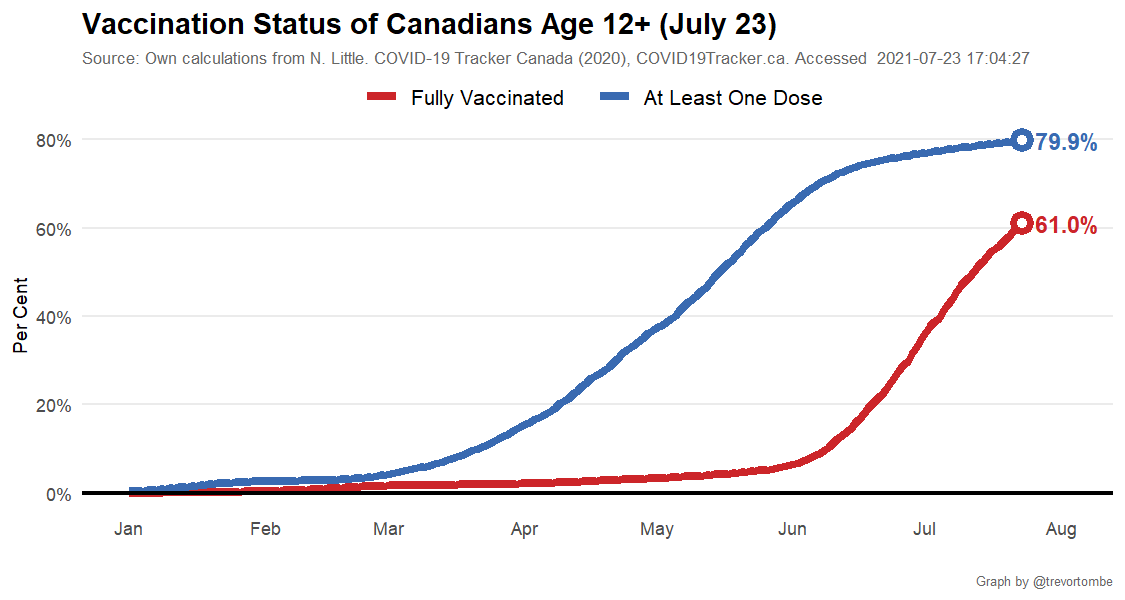 Vaccination Status of Canadians Age 12+ (July 23)
Source: Own calculations from N. Little. COVID-19 Tracker Canada (2020), COVID19Tracker.ca. Accessed  2021-07-23 17:04:27
Fully Vaccinated At Least One Dose
80%
79.9%
60%
61.0%
40%
20%
0%
Per Cent
Jan Feb Mar Apr May Jun Jul Aug
Graph by @trevortombe